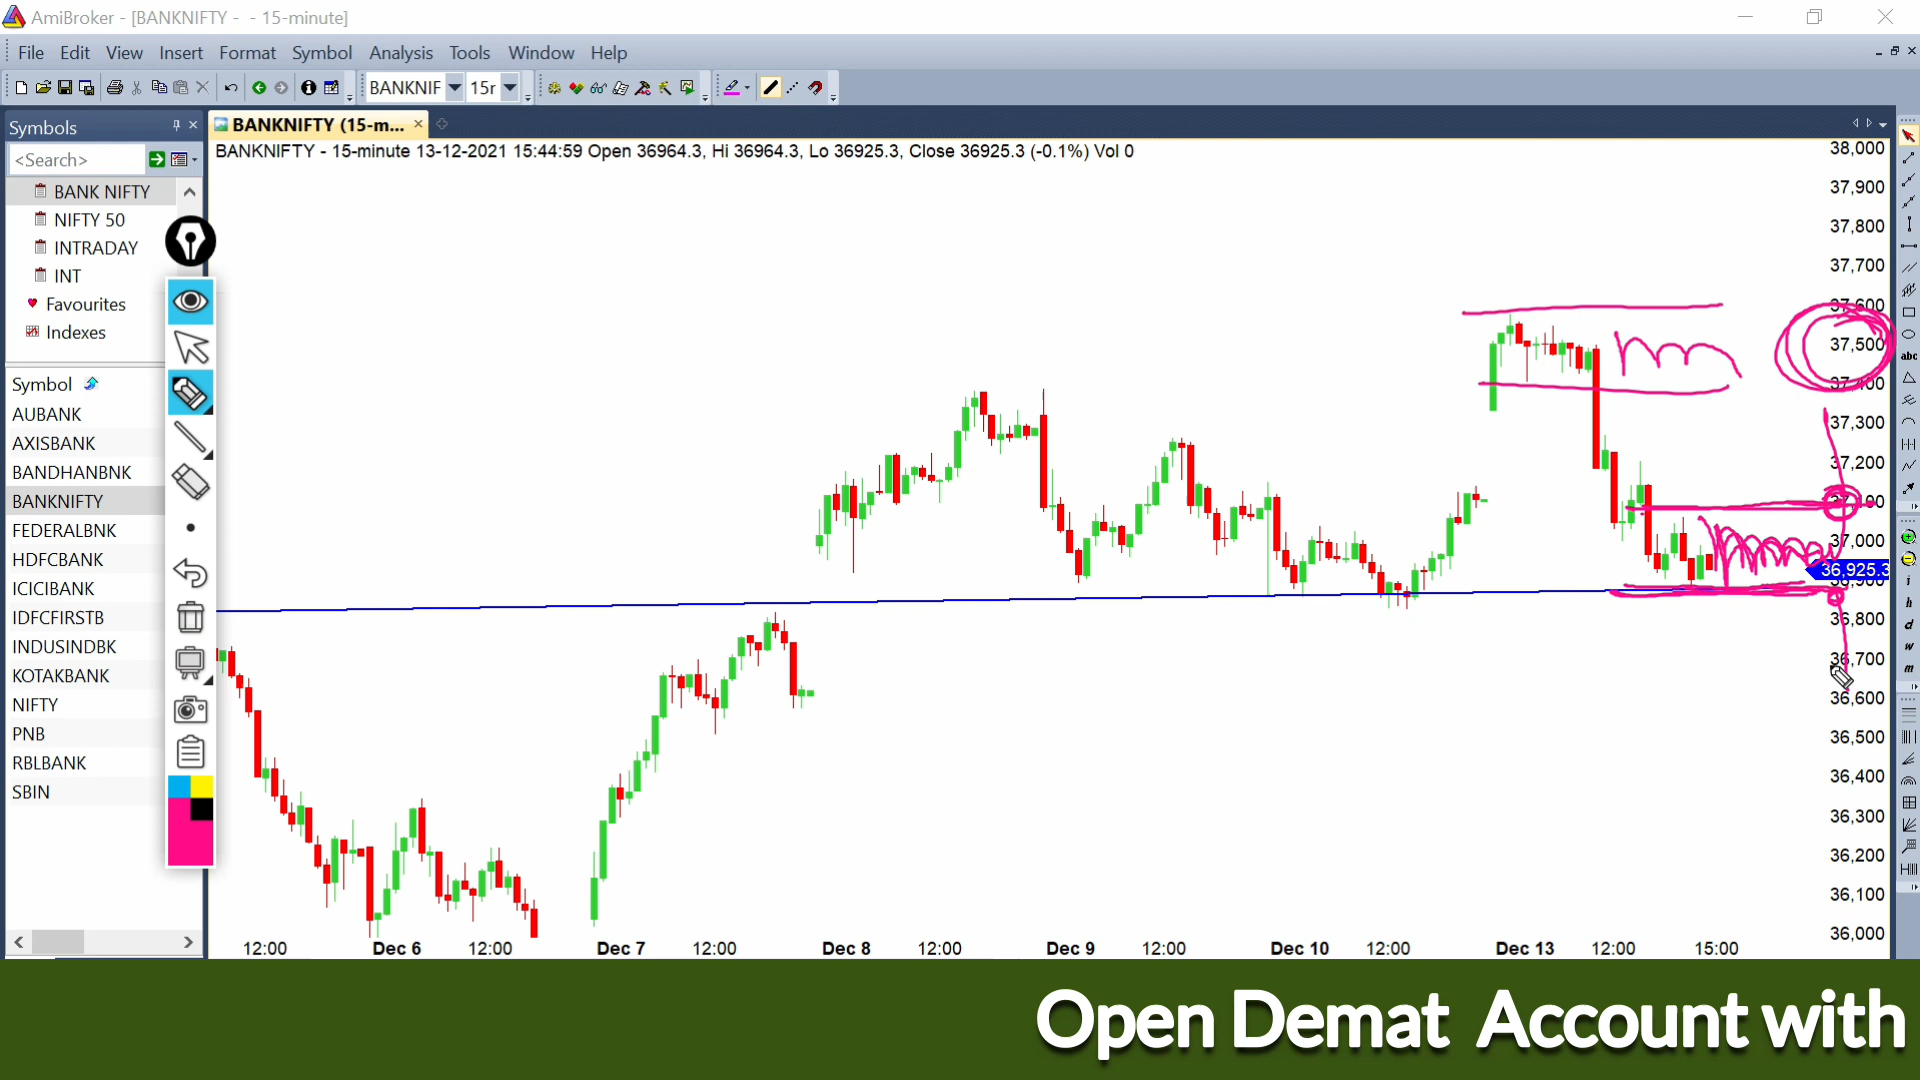 AmiBroker - [BANKNIFTY -  - 15-minute]
File Edit View Insert Format Symbol Analysis Tools Window Help
BANKNIF 15r
Symbols
BANKNIFTY (15-m...
<Search>
BANKNIFTY - 15-minute 13-12-2021 15:44:59 Open 36964.3, Hi 36964.3, Lo 36925.3, Close 36925.3 (-0.1%) Vol 0
BANK NIFTY
NIFTY 50
INTRADAY
INT
Favourites
Indexes
Symbol
AUBANK
AXISBANK
BANDHANBNK
BANKNIFTY
FEDERALBNK
HDFCBANK
ICICIBANK
IDFCFIRSTB
INDUSINDBK
KOTAKBANK
NIFTY
PNB
RBLBANK
SBIN
38,000
37,900
37,800
37,700
37,600
37,500
37,400
37,300
37,200
37,100
37,000
36,925.3
36,800
36,700
36,600
36,500
36,400
36,300
36,200
36,100
36,000
abc
i
h
d
w
m
12:00 Dec 6 12:00 Dec 7 12:00 Dec 8 12:00 Dec 9 12:00 Dec 10 12:00 Dec 13 12:00 15:00
Open Demat Account with